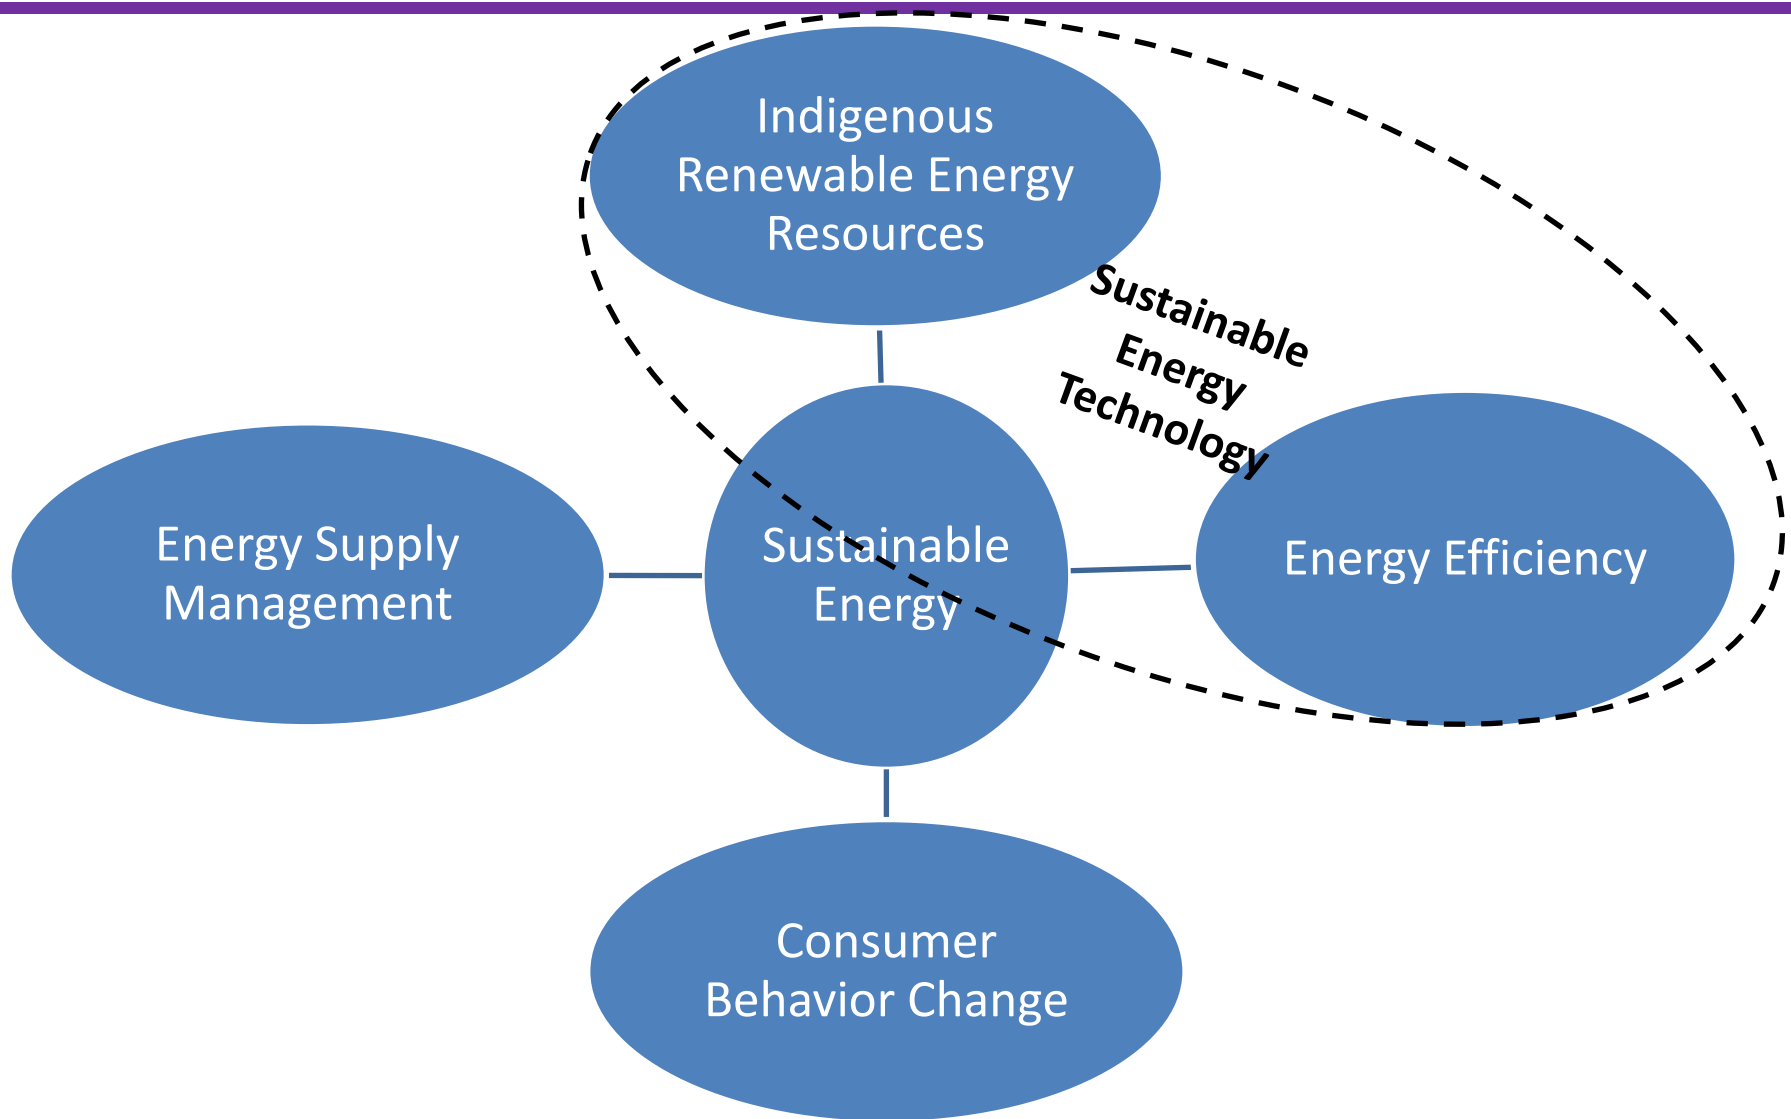 Indigenous
Renewable Energy
Resources
Sustainable
Energy
Technology
Energy Supply
Management
Sustainable
Energy
Energy Efficiency
Consumer
Behavior Change